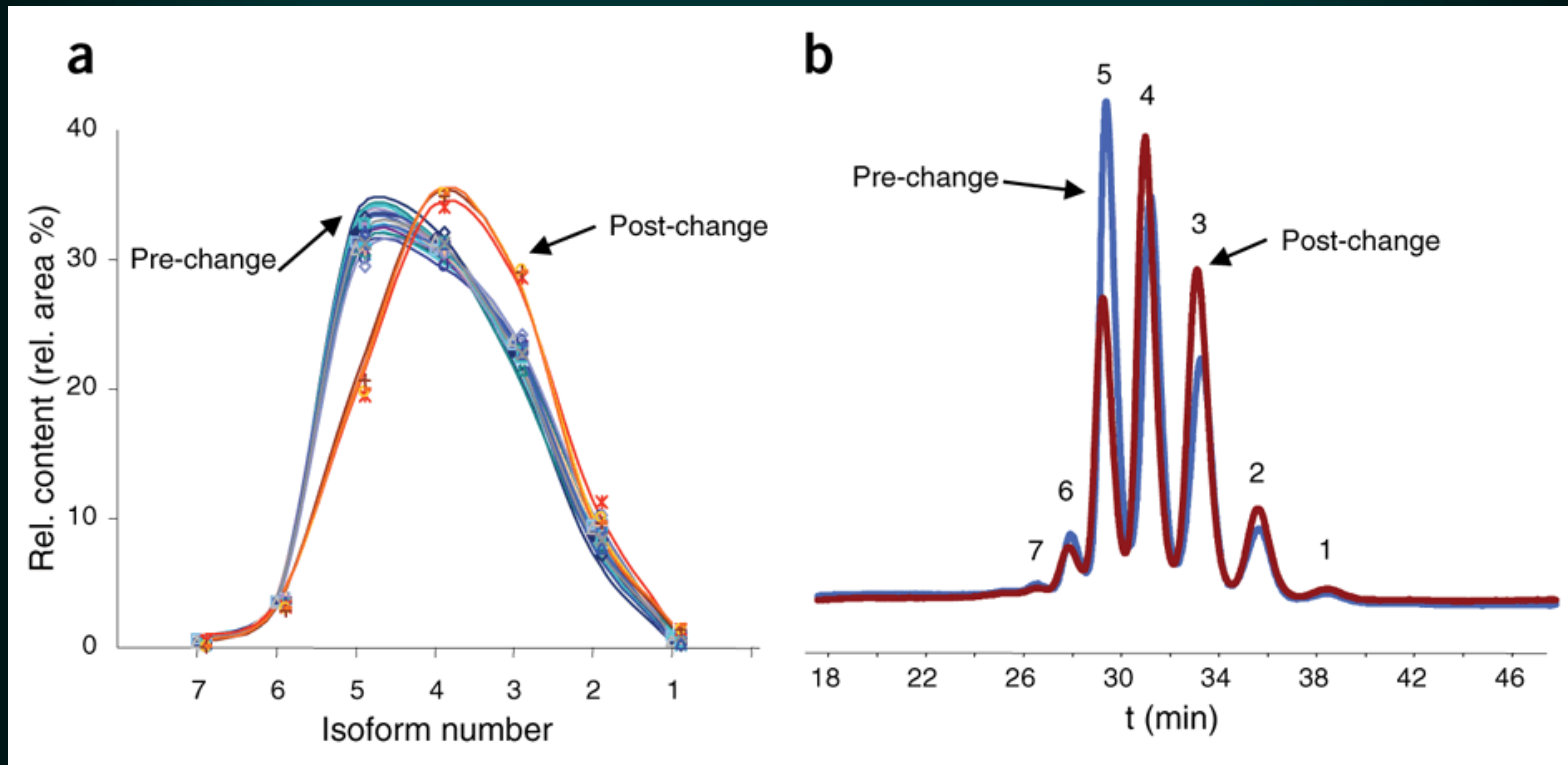 a
40
30
20
10
0
Rel. content (rel. area %)
Pre-change
Post-change
7 6 5 4 3 2 1
Isoform number
b
5
4
3
6
2
7
1
Pre-change
Post-change
18 22 26 30 34 38 42 46
t (min)